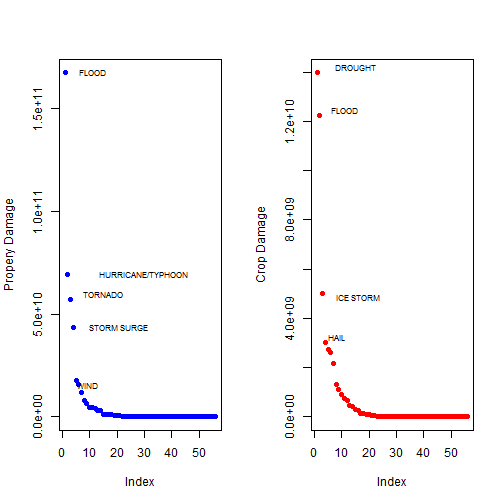 Propery Damage
0.0e+00
5.0e+10
1.0e+11
1.5e+11
FLOOD
HURRICANE/TYPHOON
TORNADO
STORM SURGE
WIND
0 10 20 30 40 50
Index
Crop Damage
0.0e+00
4.0e+09
8.0e+09
1.2e+10
DROUGHT
FLOOD
ICE STORM
HAIL
0 10 20 30 40 50
Index